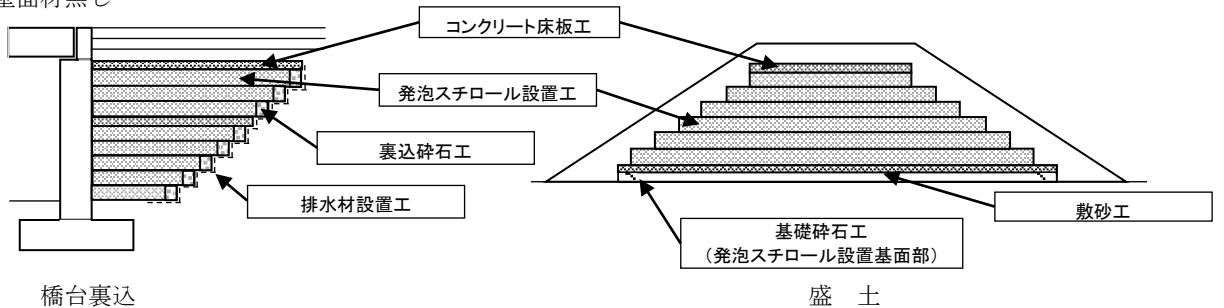 壁面材無し
コンクリート床板工
発泡スチロール設置工
裏込砕石工
排水材設置工
敷砂工
基礎砕石工
(発泡スチロール設置基面部)
橋台裏込
盛　土